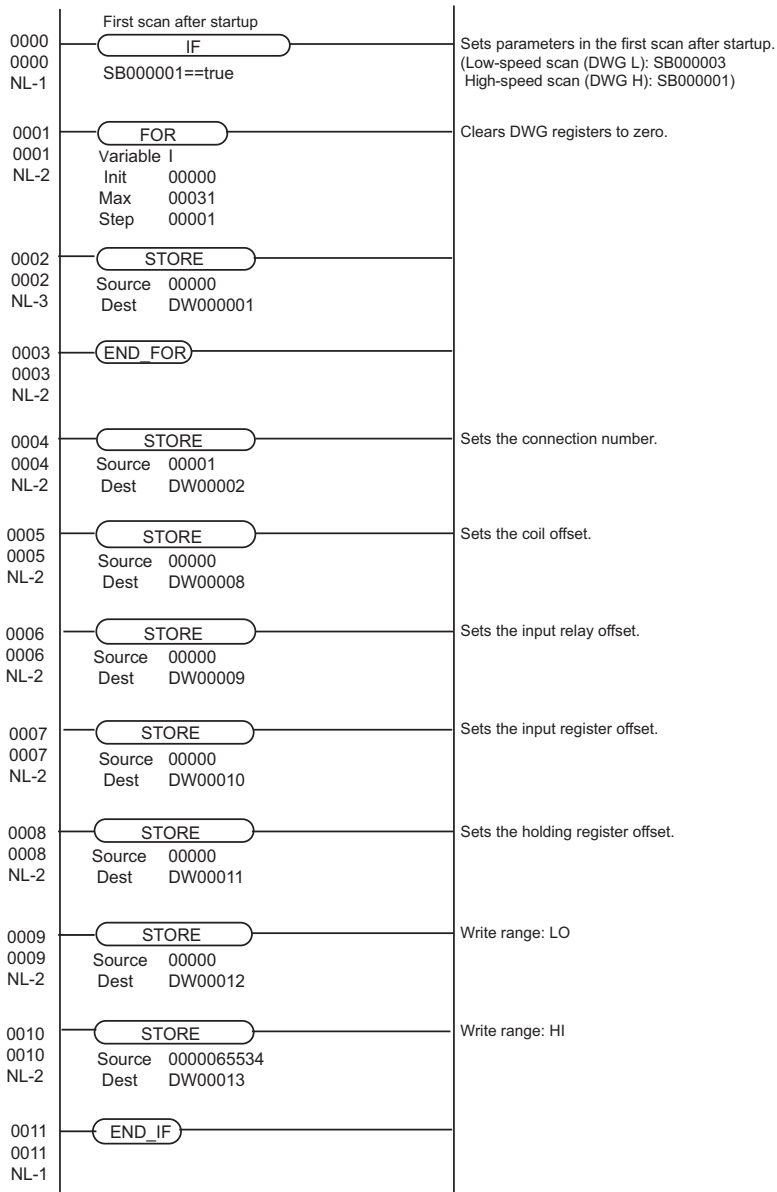 First scan after startup
0000 IF Sets parameters in the first scan after startup.
0000 (Low-speed scan (DWG L): SB000003
NL-1 SB000001==true High-speed scan (DWG H): SB000001)
0001 FOR Clears DWG registers to zero.
0001 Variable I
NL-2 Init 00000
Max 00031
Step 00001
0002 STORE
0002 Source 00000
NL-3 Dest DW000001
0003 END_FOR
0003
NL-2
0004 STORE Sets the connection number.
0004 Source 00001
NL-2 Dest DW00002
0005 STORE Sets the coil offset.
0005 Source 00000
NL-2 Dest DW00008
0006 STORE Sets the input relay offset.
0006 Source 00000
NL-2 Dest DW00009
0007 STORE Sets the input register offset.
0007 Source 00000
NL-2 Dest DW00010
0008 STORE Sets the holding register offset.
0008 Source 00000
NL-2 Dest DW00011
0009 STORE Write range: LO
0009 Source 00000
NL-2 Dest DW00012
0010 STORE Write range: HI
0010 Source 0000065534
NL-2 Dest DW00013
0011 END_IF
0011
NL-1